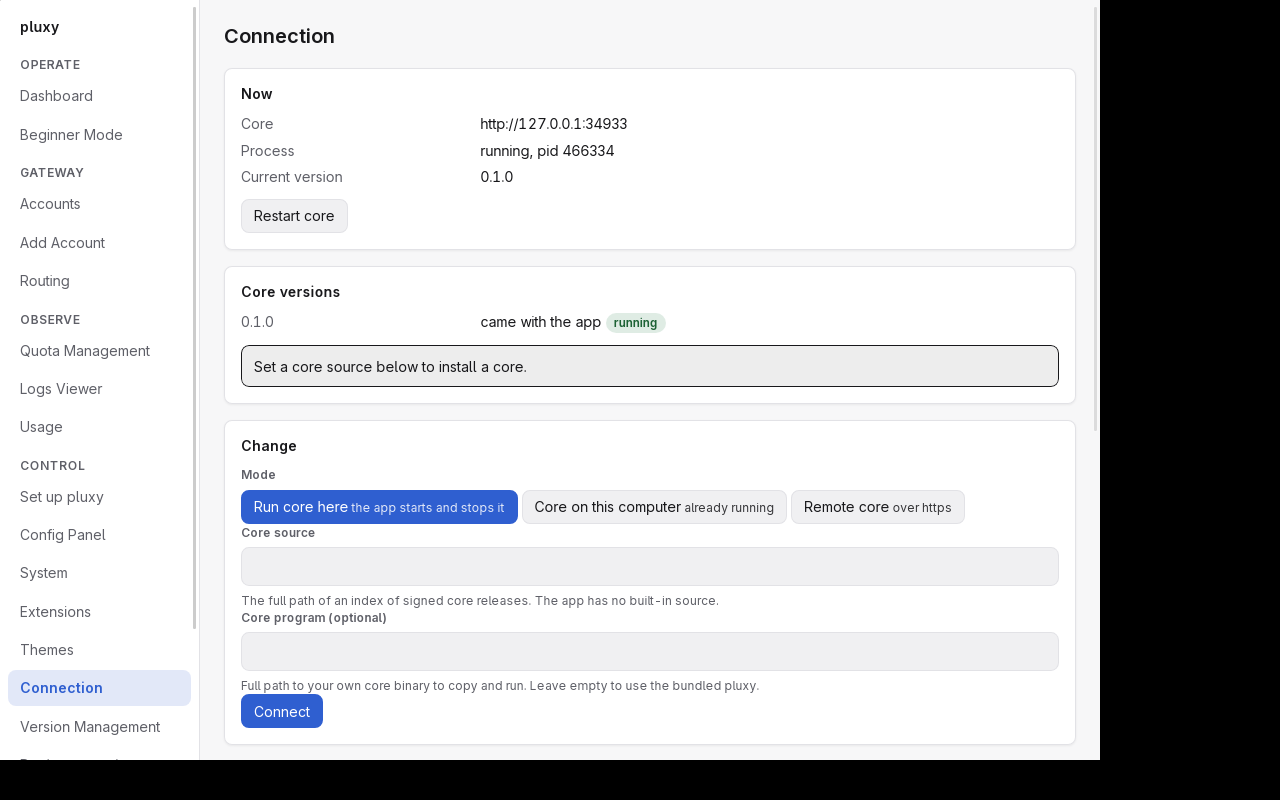 pluxy
OPERATE
Dashboard
Beginner Mode
GATEWAY
Accounts
Add Account
Routing
OBSERVE
Quota Management
Logs Viewer
Usage
CONTROL
Set up pluxy
Config Panel
System
Extensions
Themes
Connection
Version Management
Connection
Now
Core http://127.0.0.1:34933
Process running, pid 466334
Current version 0.1.0
Restart core
Core versions
0.1.0 came with the app running
Set a core source below to install a core.
Change
Mode
Run core here the app starts and stops it Core on this computer already running Remote core over https
Core source
The full path of an index of signed core releases. The app has no built-in source.
Core program (optional)
Full path to your own core binary to copy and run. Leave empty to use the bundled pluxy.
Connect